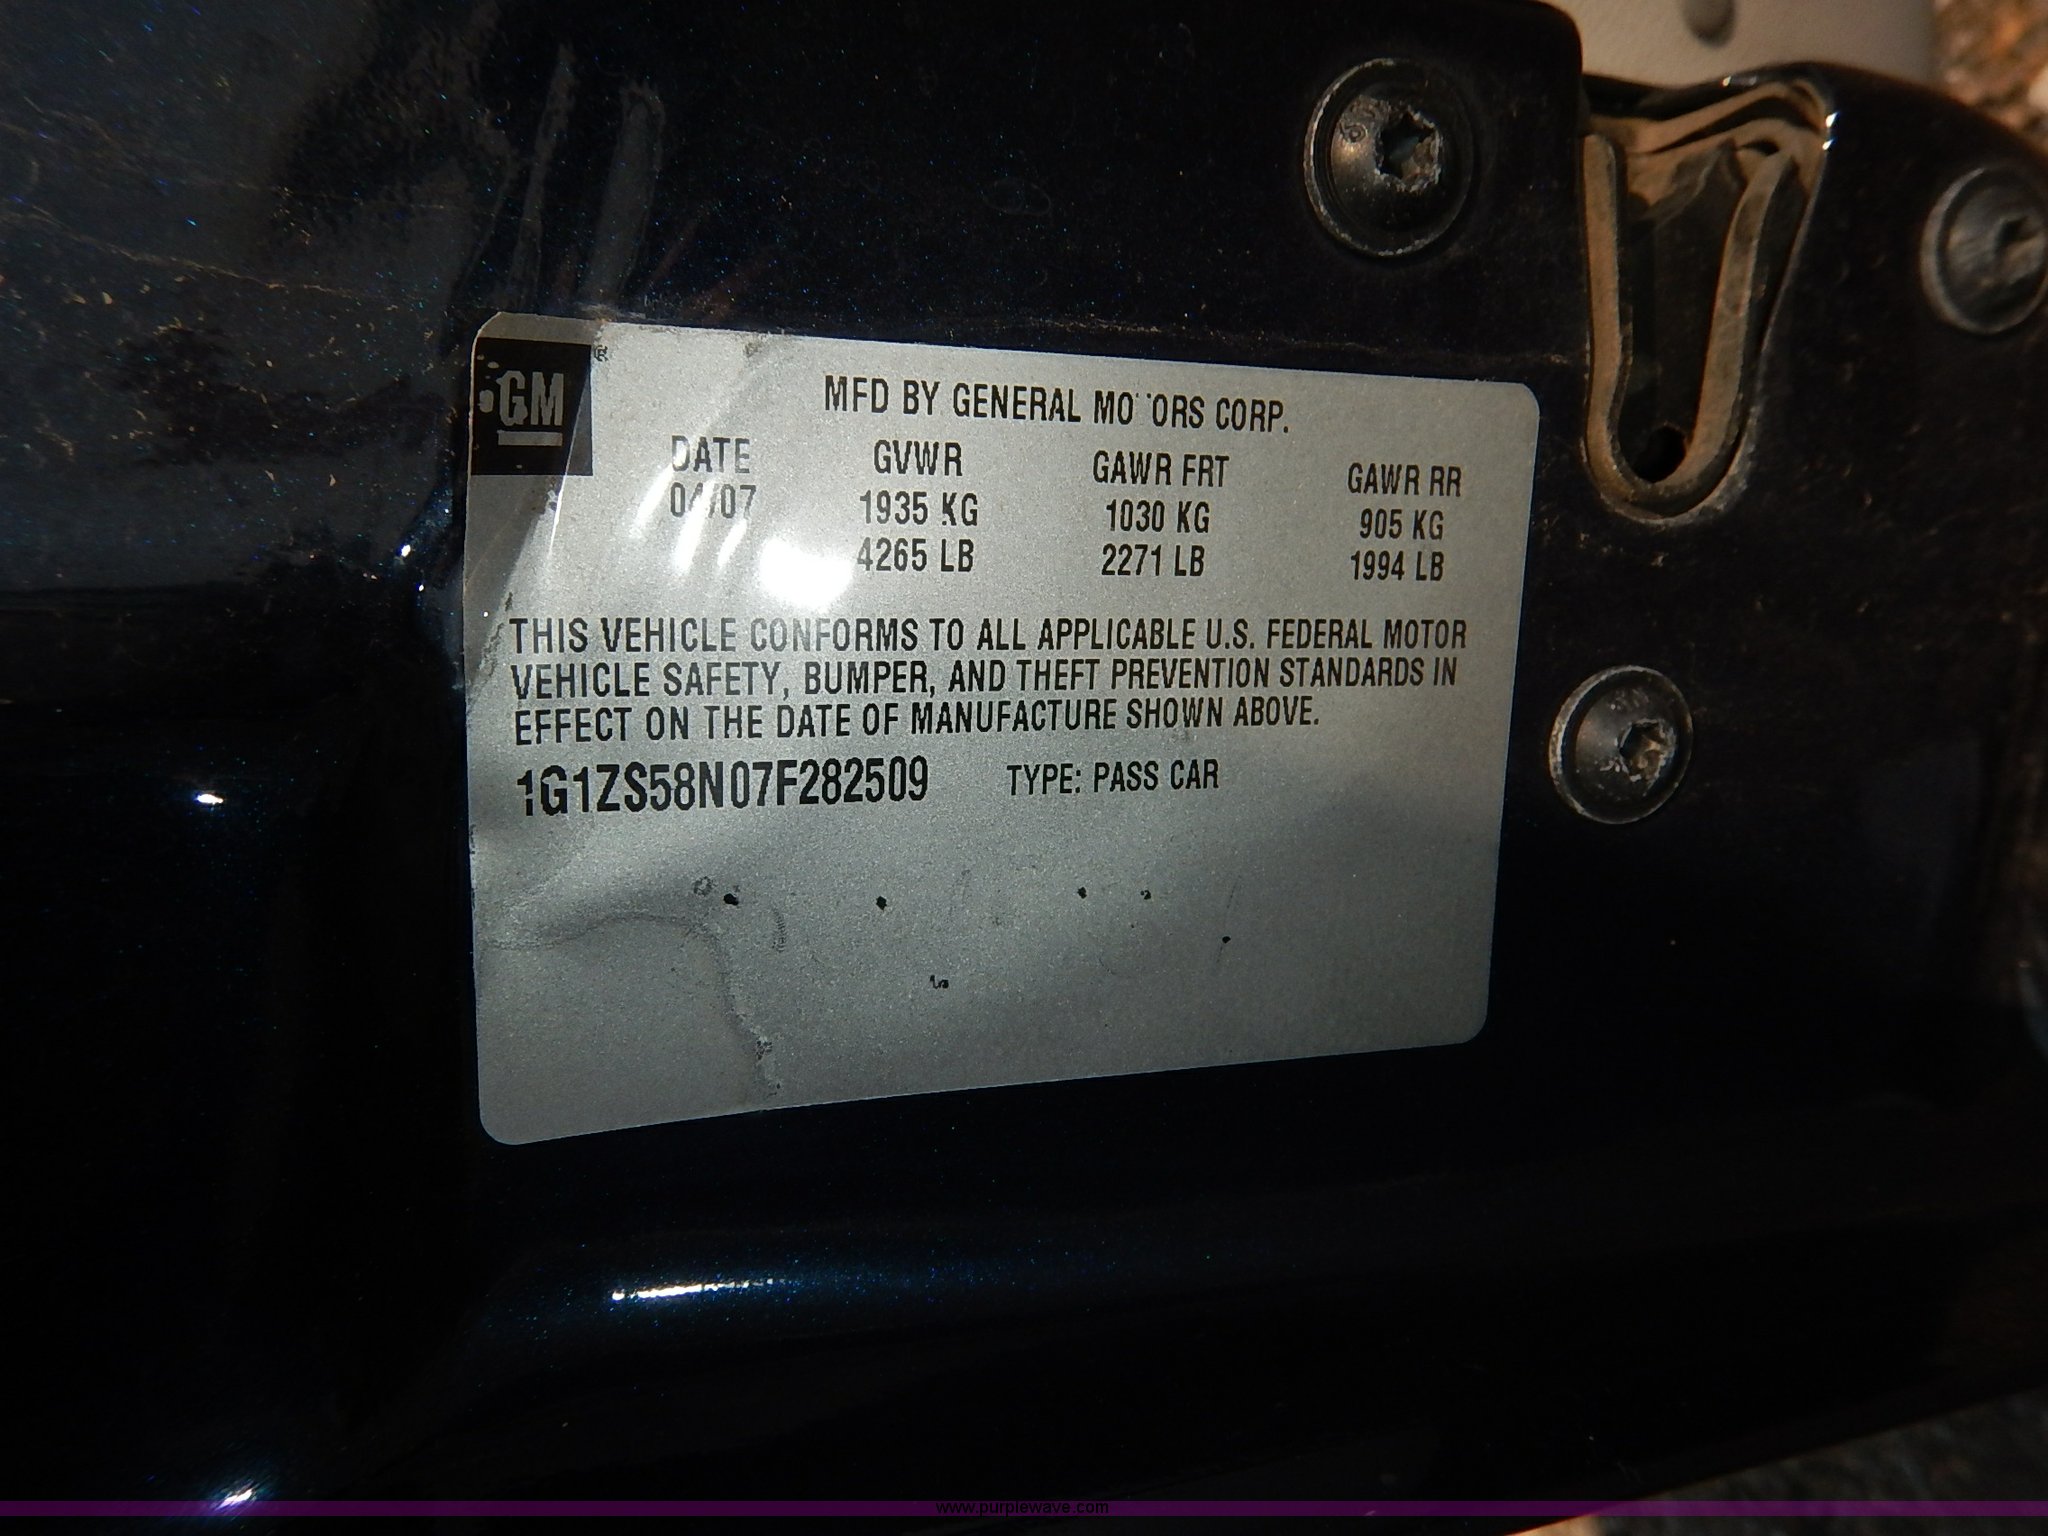 GM ®
MFD BY GENERAL MOTORS CORP.
DATE GVWR GAWR FRT GAWR RR
04/07 1935 KG 1030 KG 905 KG
4265 LB 2271 LB 1994 LB
THIS VEHICLE CONFORMS TO ALL APPLICABLE U.S. FEDERAL MOTOR
VEHICLE SAFETY, BUMPER, AND THEFT PREVENTION STANDARDS IN
EFFECT ON THE DATE OF MANUFACTURE SHOWN ABOVE.
1G1ZS58N07F282509 TYPE: PASS CAR
www.purplewave.com